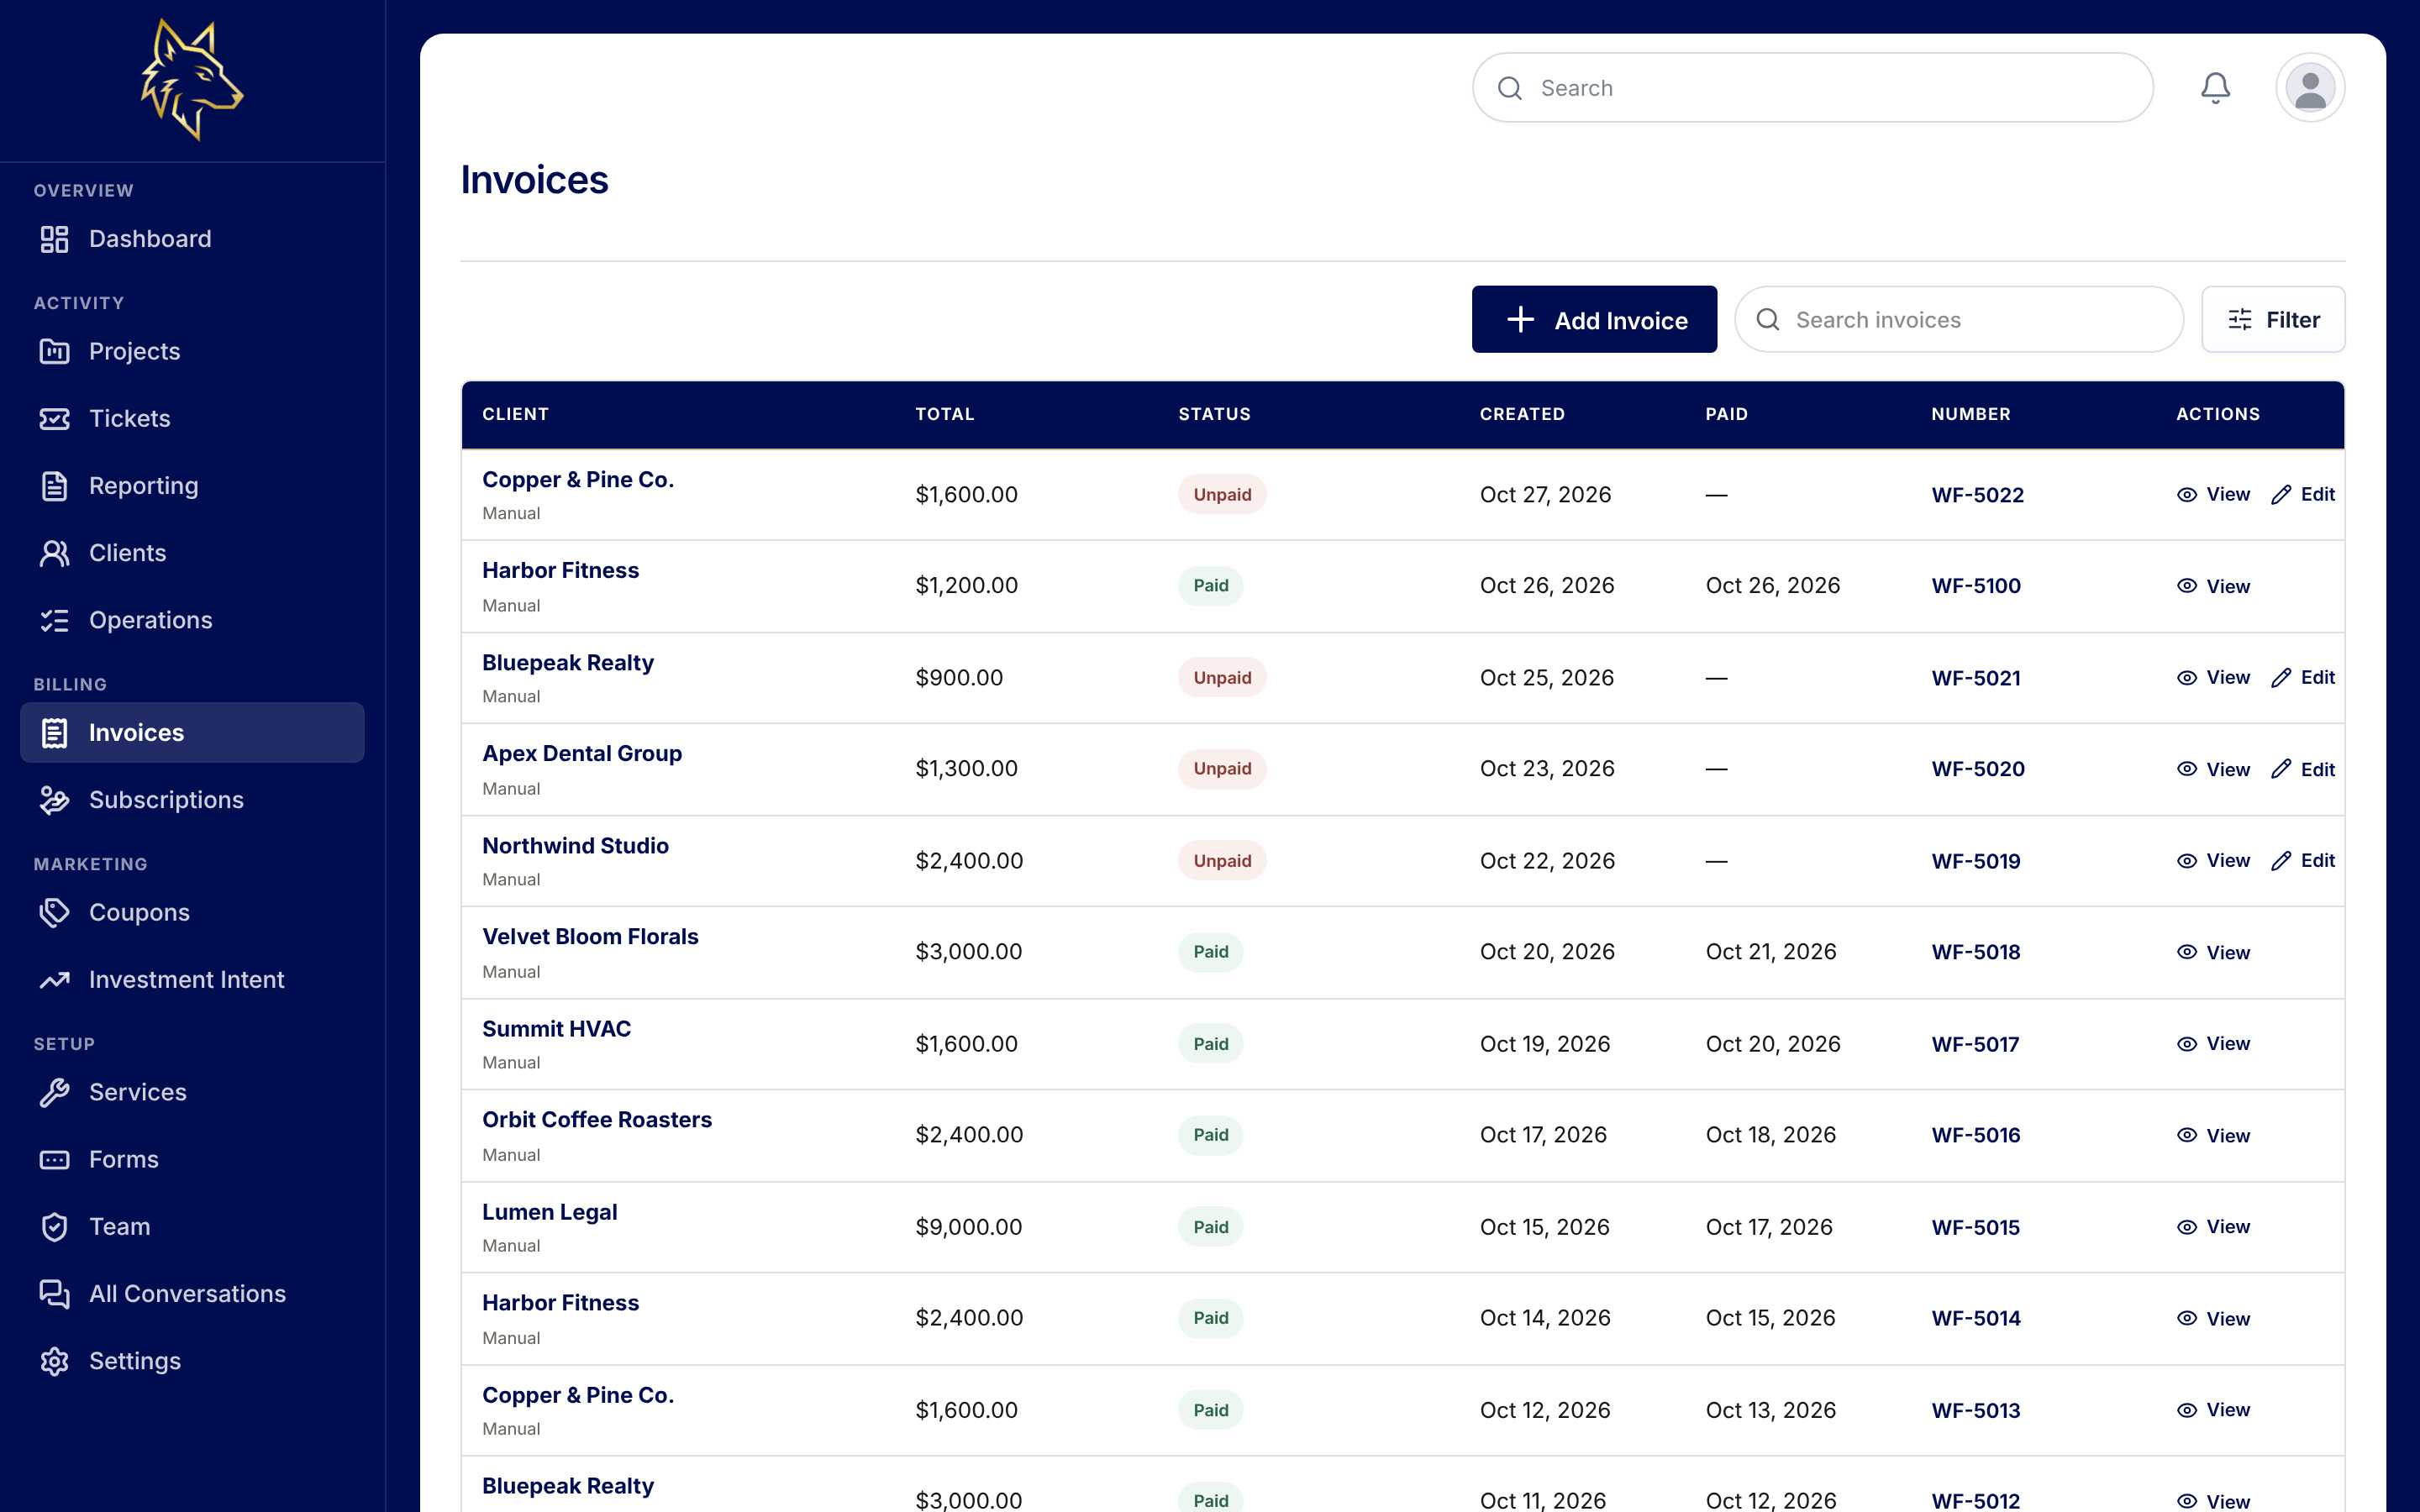 OVERVIEW
Dashboard
ACTIVITY
Projects
Tickets
Reporting
Clients
Operations
BILLING
Invoices
Subscriptions
MARKETING
Coupons
Investment Intent
SETUP
Services
Forms
Team
All Conversations
Settings
Search
Invoices
Add Invoice
Search invoices
Filter
CLIENT TOTAL STATUS CREATED PAID NUMBER ACTIONS
Copper & Pine Co.
Manual
$1,600.00 Unpaid Oct 27, 2026 — WF-5022 View Edit
Harbor Fitness
Manual
$1,200.00 Paid Oct 26, 2026 Oct 26, 2026 WF-5100 View
Bluepeak Realty
Manual
$900.00 Unpaid Oct 25, 2026 — WF-5021 View Edit
Apex Dental Group
Manual
$1,300.00 Unpaid Oct 23, 2026 — WF-5020 View Edit
Northwind Studio
Manual
$2,400.00 Unpaid Oct 22, 2026 — WF-5019 View Edit
Velvet Bloom Florals
Manual
$3,000.00 Paid Oct 20, 2026 Oct 21, 2026 WF-5018 View
Summit HVAC
Manual
$1,600.00 Paid Oct 19, 2026 Oct 20, 2026 WF-5017 View
Orbit Coffee Roasters
Manual
$2,400.00 Paid Oct 17, 2026 Oct 18, 2026 WF-5016 View
Lumen Legal
Manual
$9,000.00 Paid Oct 15, 2026 Oct 17, 2026 WF-5015 View
Harbor Fitness
Manual
$2,400.00 Paid Oct 14, 2026 Oct 15, 2026 WF-5014 View
Copper & Pine Co.
Manual
$1,600.00 Paid Oct 12, 2026 Oct 13, 2026 WF-5013 View
Bluepeak Realty
$3,000.00 Paid Oct 11, 2026 Oct 12, 2026 WF-5012 View